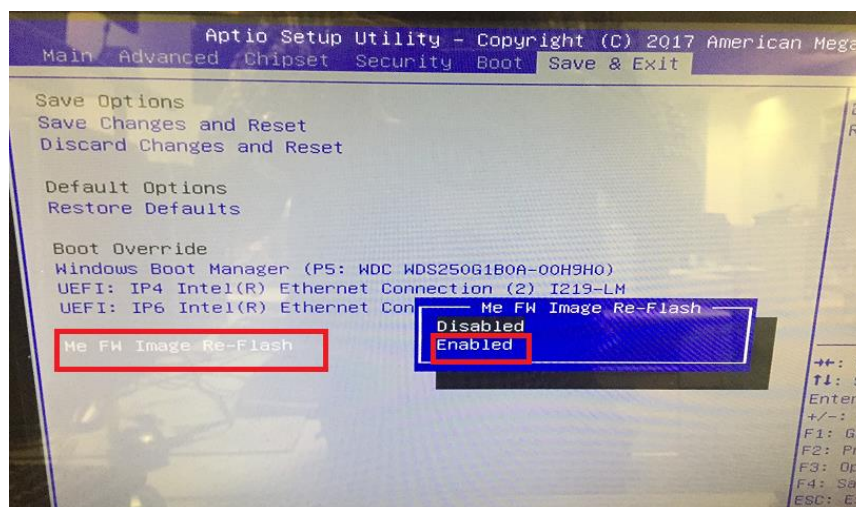 Aptio Setup Utility – Copyright (C) 2017 American
Main Advanced Chipset Security Boot Save & Exit
Save Options
Save Changes and Reset
Discard Changes and Reset
Default Options
Restore Defaults
Boot Override
Windows Boot Manager (P5: WDC WDS250G1B0A-00H9H0)
UEFI: IP4 Intel(R) Ethernet Connection (2) I219-LM
UEFI: IP6 Intel(R) Ethernet Con
Me FW Image Re-Flash
Me FW Image Re-Flash
Disabled
Enabled
→←:
↑↓:
Enter
+/-:
F1:
F2:
F3:
F4:
ESC: